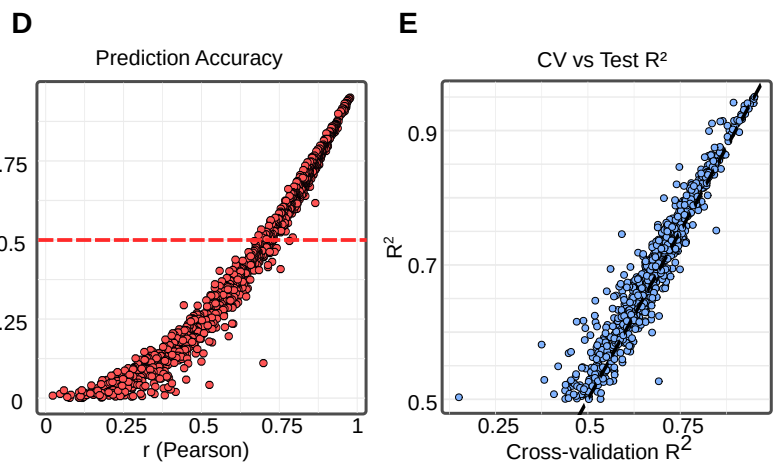 D
Prediction Accuracy
.75
0.5
.25
0
0
0.25
0.5
0.75
1
r (Pearson)
E
CV vs Test R²
R²
0.9
0.7
0.5
0.25
0.5
0.75
Cross-validation R²